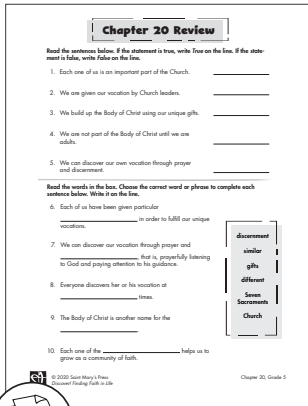 Chapter 20 Review
Read the sentences below. If the statement is true, write True on the line. If the state-
ment is false, write False on the line.
1. Each one of us is an important part of the Church.
2. We are given our vocation by Church leaders.
3. We build up the Body of Christ using our unique gifts.
4. We are not part of the Body of Christ until we are
adults.
5. We can discover our own vocation through prayer
and discernment.
Read the words in the box. Choose the correct word or phrase to complete each
sentence below. Write it on the line.
6. Each of us have been given particular
____________ in order to fulfill our unique
vocations.
7. We can discover our vocation through prayer and
____________, that is, prayerfully listening
to God and paying attention to his guidance.
8. Everyone discovers her or his vocation at
____________ times.
9. The Body of Christ is another name for the
____________
10. Each one of the ____________ helps us to
grow as a community of faith.
discernment
similar
gifts
different
Seven
Sacraments
Church
© 2020 Saint Mary's Press
Discover! Finding Faith in Life
Chapter 20, Grade 5